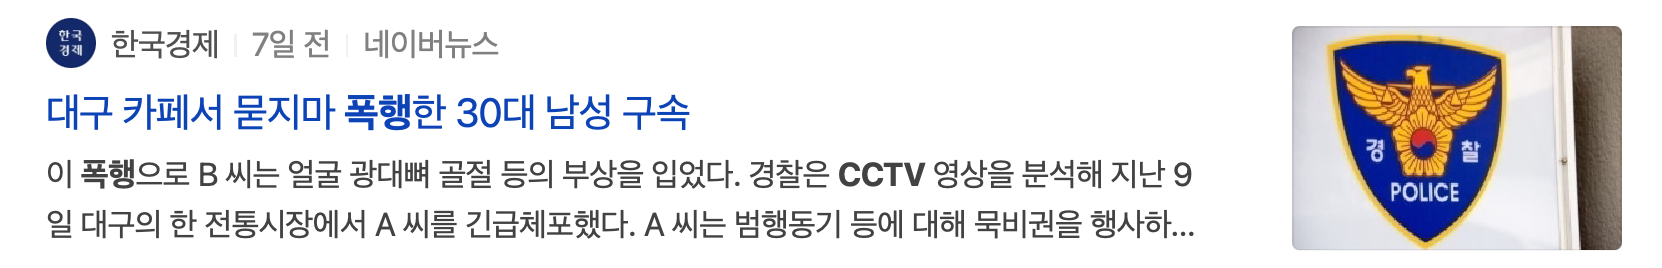 한국
경제
한국경제 7일 전 네이버뉴스
대구 카페서 묻지마 폭행한 30대 남성 구속
이 폭행으로 B 씨는 얼굴 광대뼈 골절 등의 부상을 입었다. 경찰은 CCTV 영상을 분석해 지난 9
일 대구의 한 전통시장에서 A 씨를 긴급체포했다. A 씨는 범행동기 등에 대해 묵비권을 행사하...
경 찰
POLICE